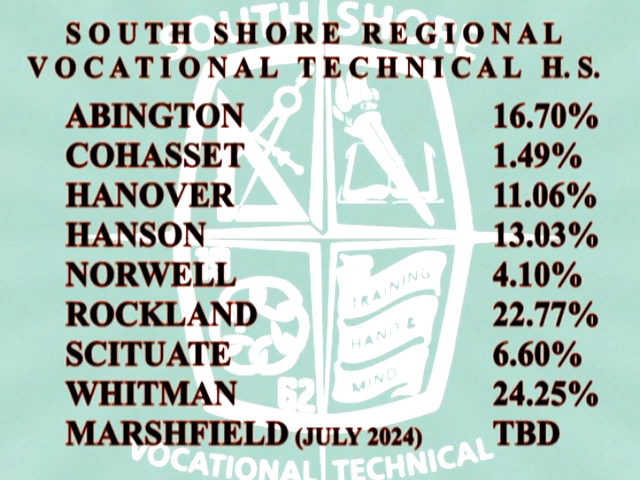 SOUTH SHORE REGIONAL
VOCATIONAL TECHNICAL H. S.
ABINGTON 16.70%
COHASSET 1.49%
HANOVER 11.06%
HANSON 13.03%
NORWELL 4.10%
ROCKLAND 22.77%
SCITUATE 6.60%
WHITMAN 24.25%
MARSHFIELD (JULY 2024) TBD
SOUTH SHORE
TRAINING
HAND &
MIND
62
VOCATIONAL TECHNICAL